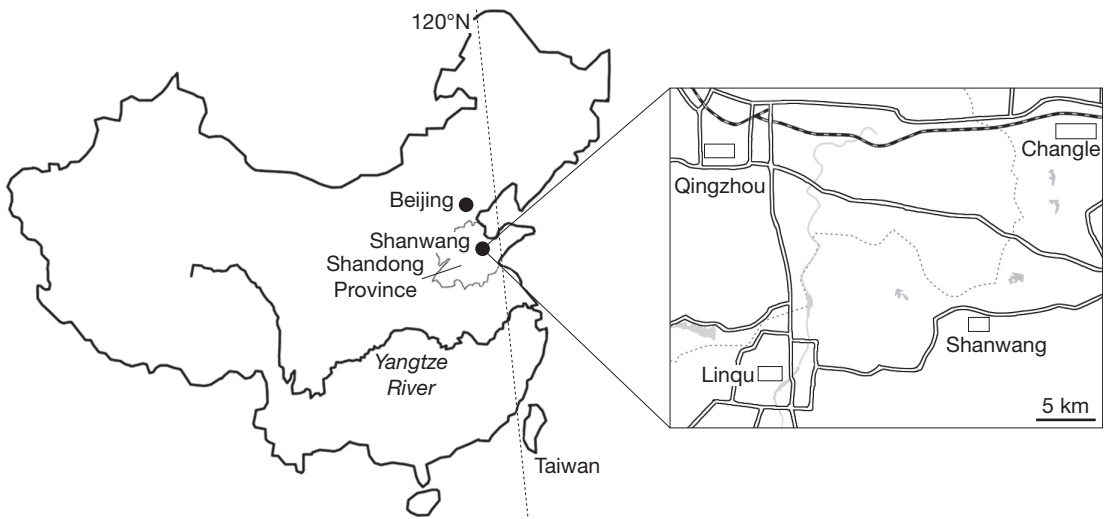 120°N
Beijing
Shanwang
Shandong
Province
Yangtze
River
Taiwan
Changle
Qingzhou
Shanwang
Linqu
5 km